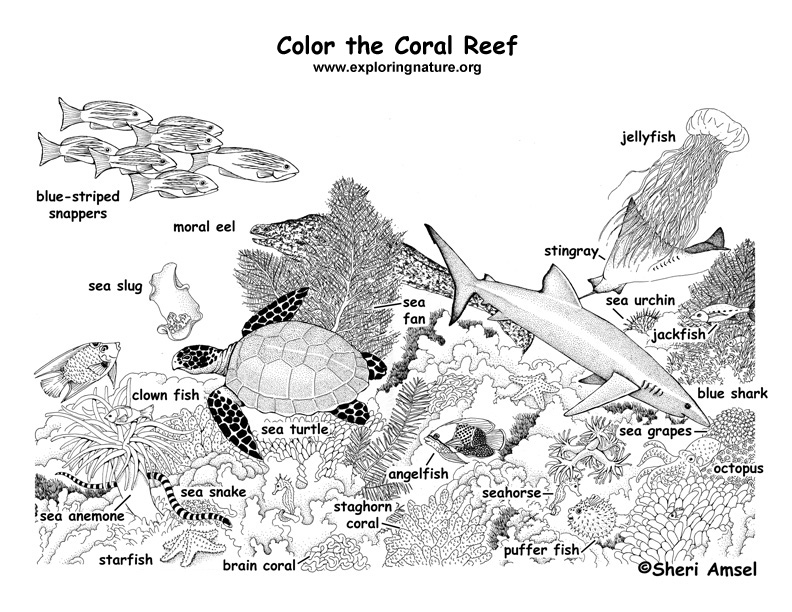 Color the Coral Reef
www.exploringnature.org
jellyfish
blue-striped
snappers
moral eel
stingray
sea slug
sea
fan
sea urchin
jackfish
clown fish
blue shark
sea turtle
sea grapes
angelfish
octopus
sea snake
seahorse
staghorn
coral
sea anemone
puffer fish
starfish
brain coral
©Sheri Amsel